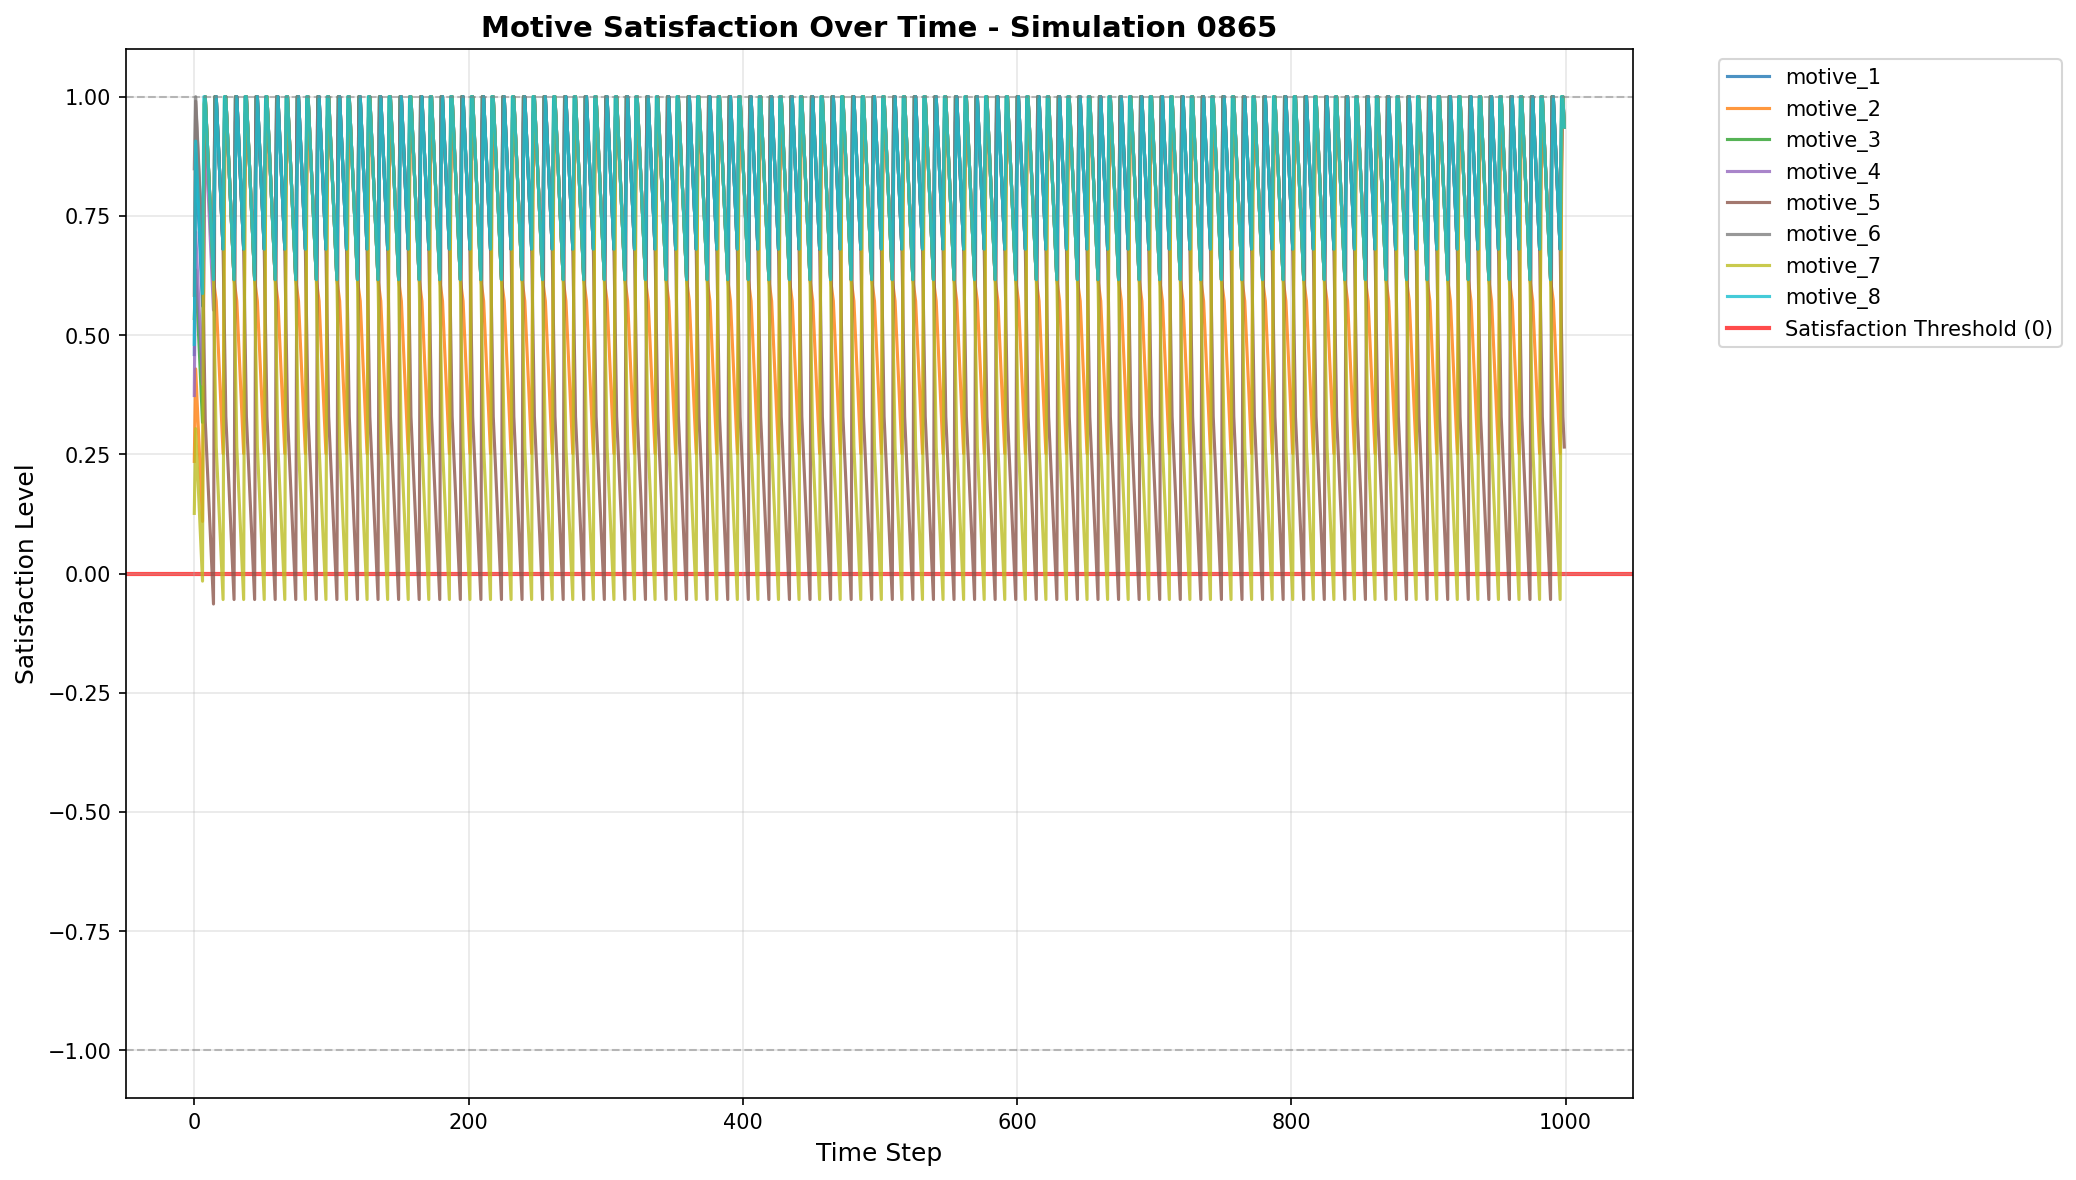 Motive Satisfaction Over Time - Simulation 0865
motive_1
motive_2
motive_3
motive_4
motive_5
motive_6
motive_7
motive_8
Satisfaction Threshold (0)
Satisfaction Level
1.00
0.75
0.50
0.25
0.00
−0.25
−0.50
−0.75
−1.00
0 200 400 600 800 1000
Time Step